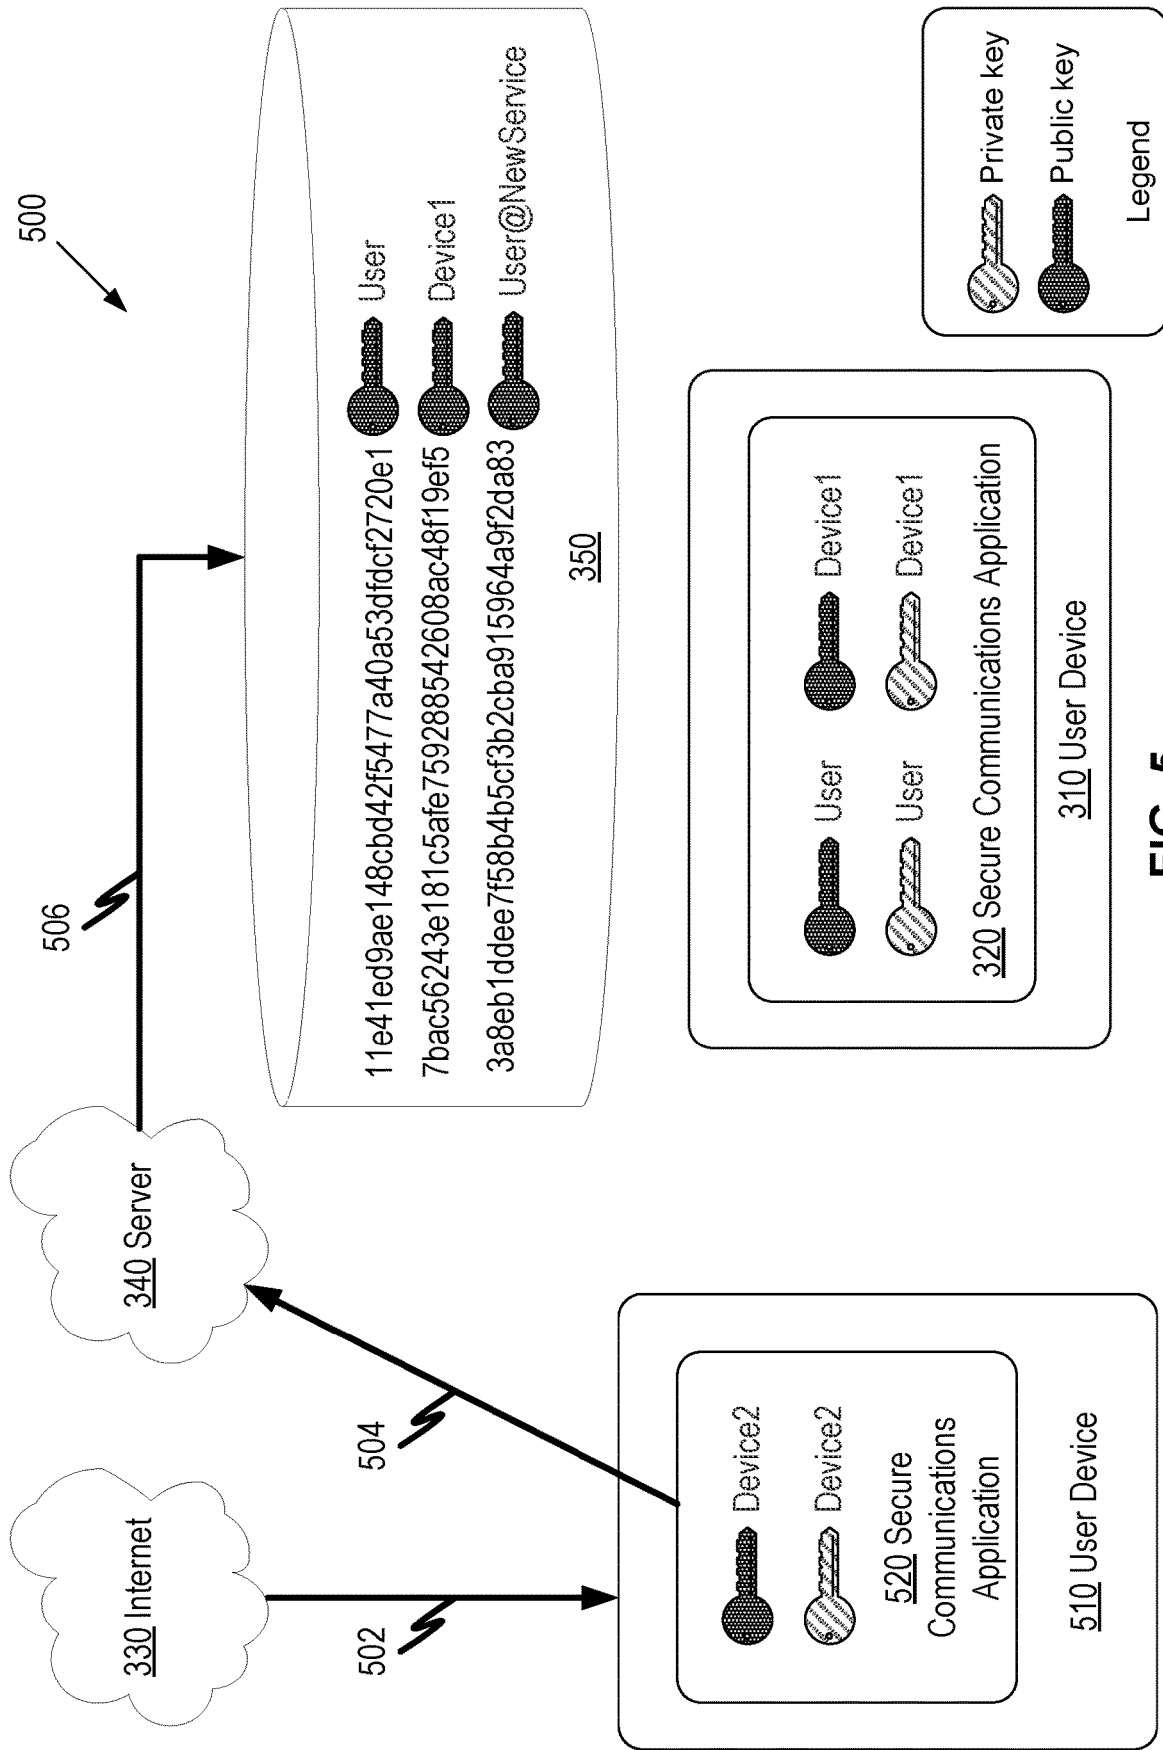 500
506
330 Internet
340 Server
502
504
11e41ed9ae148cbd42f5477a40a53dfdcf2720e1 User
7bac56243e181c5afe759288542608ac48f19ef5 Device1
3a8eb1ddee7f58b4b5cf3b2cba915964a9f2da83 User@NewService
350
Device2
Device2
520 Secure
Communications
Application
510 User Device
User Device1
User Device1
320 Secure Communications Application
310 User Device
Private key
Public key
Legend
FIG. 5